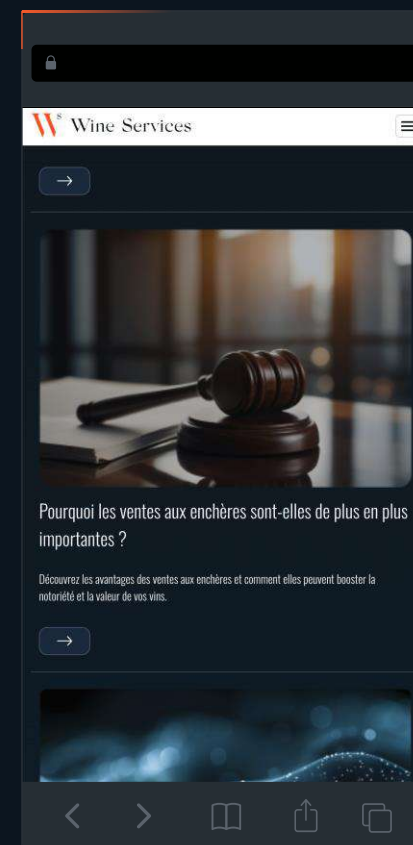 Ws Wine Services
Pourquoi les ventes aux enchères sont-elles de plus en plus
importantes ?
Découvrez les avantages des ventes aux enchères et comment elles peuvent booster la
notoriété et la valeur de vos vins.